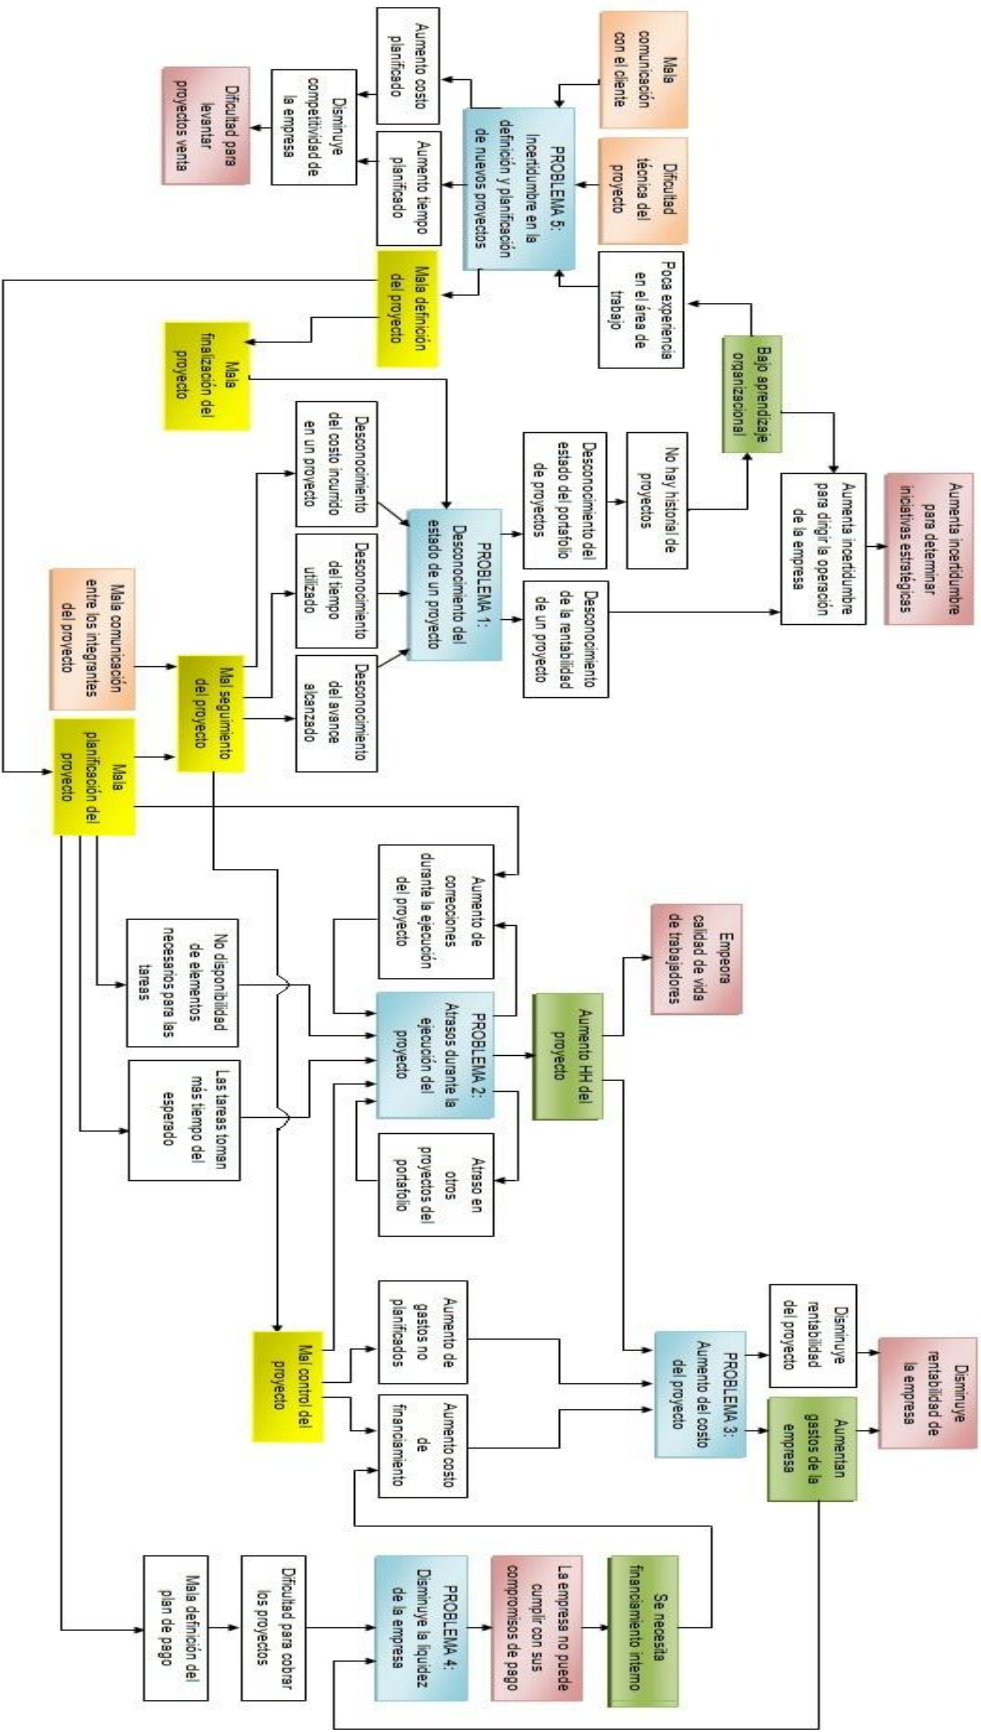 Aumenta incertidumbre
para determinar
iniciativas estratégicas
Disminuye
rentabilidad de
la empresa
Aumenta incertidumbre
para dirigir la operación
de la empresa
Disminuye
rentabilidad
del proyecto
Aumentan
gastos de la
empresa
Bajo aprendizaje
organizacional
Empeora
calidad de vida
de trabajadores
PROBLEMA 3:
Aumento del costo
del proyecto
Mala
comunicación
con el cliente
Dificultad
técnica del
proyecto
Poca experiencia
en el área de
trabajo
No hay historial de
proyectos
Se necesita
financiamiento interno
Desconocimiento del
estado del portafolio
de proyectos
Desconocimiento
de la rentabilidad
de un proyecto
Aumento HH del
proyecto
La empresa no puede
cumplir con sus
compromisos de pago
PROBLEMA 5:
Incertidumbre en la
definición y planificación
de nuevos proyectos
PROBLEMA 1:
Desconocimiento del
estado de un proyecto
Aumento costo
planificado
Aumento tiempo
planificado
Mala definición
del proyecto
Aumento de
correcciones
durante la ejecución
del proyecto
PROBLEMA 2:
Atrasos durante la
ejecución del
proyecto
Atraso en
otros
proyectos del
portafolio
Aumento de
gastos no
planificados
Aumento costo
de
financiamiento
PROBLEMA 4:
Disminuye la liquidez
de la empresa
Disminuye
competitividad de
la empresa
Desconocimiento
del costo incurrido
en un proyecto
Desconocimiento
del tiempo
utilizado
Desconocimiento
del avance
alcanzado
Mal control del
proyecto
Dificultad para cobrar
los proyectos
Dificultad para
levantar
proyectos venta
Mala
finalización del
proyecto
Mal seguimiento
del proyecto
No disponibilidad
de elementos
necesarios para las
tareas
Las tareas toman
más tiempo del
esperado
Mala definición del
plan de pago
Mala comunicación
entre los integrantes
del proyecto
Mala
planificación del
proyecto